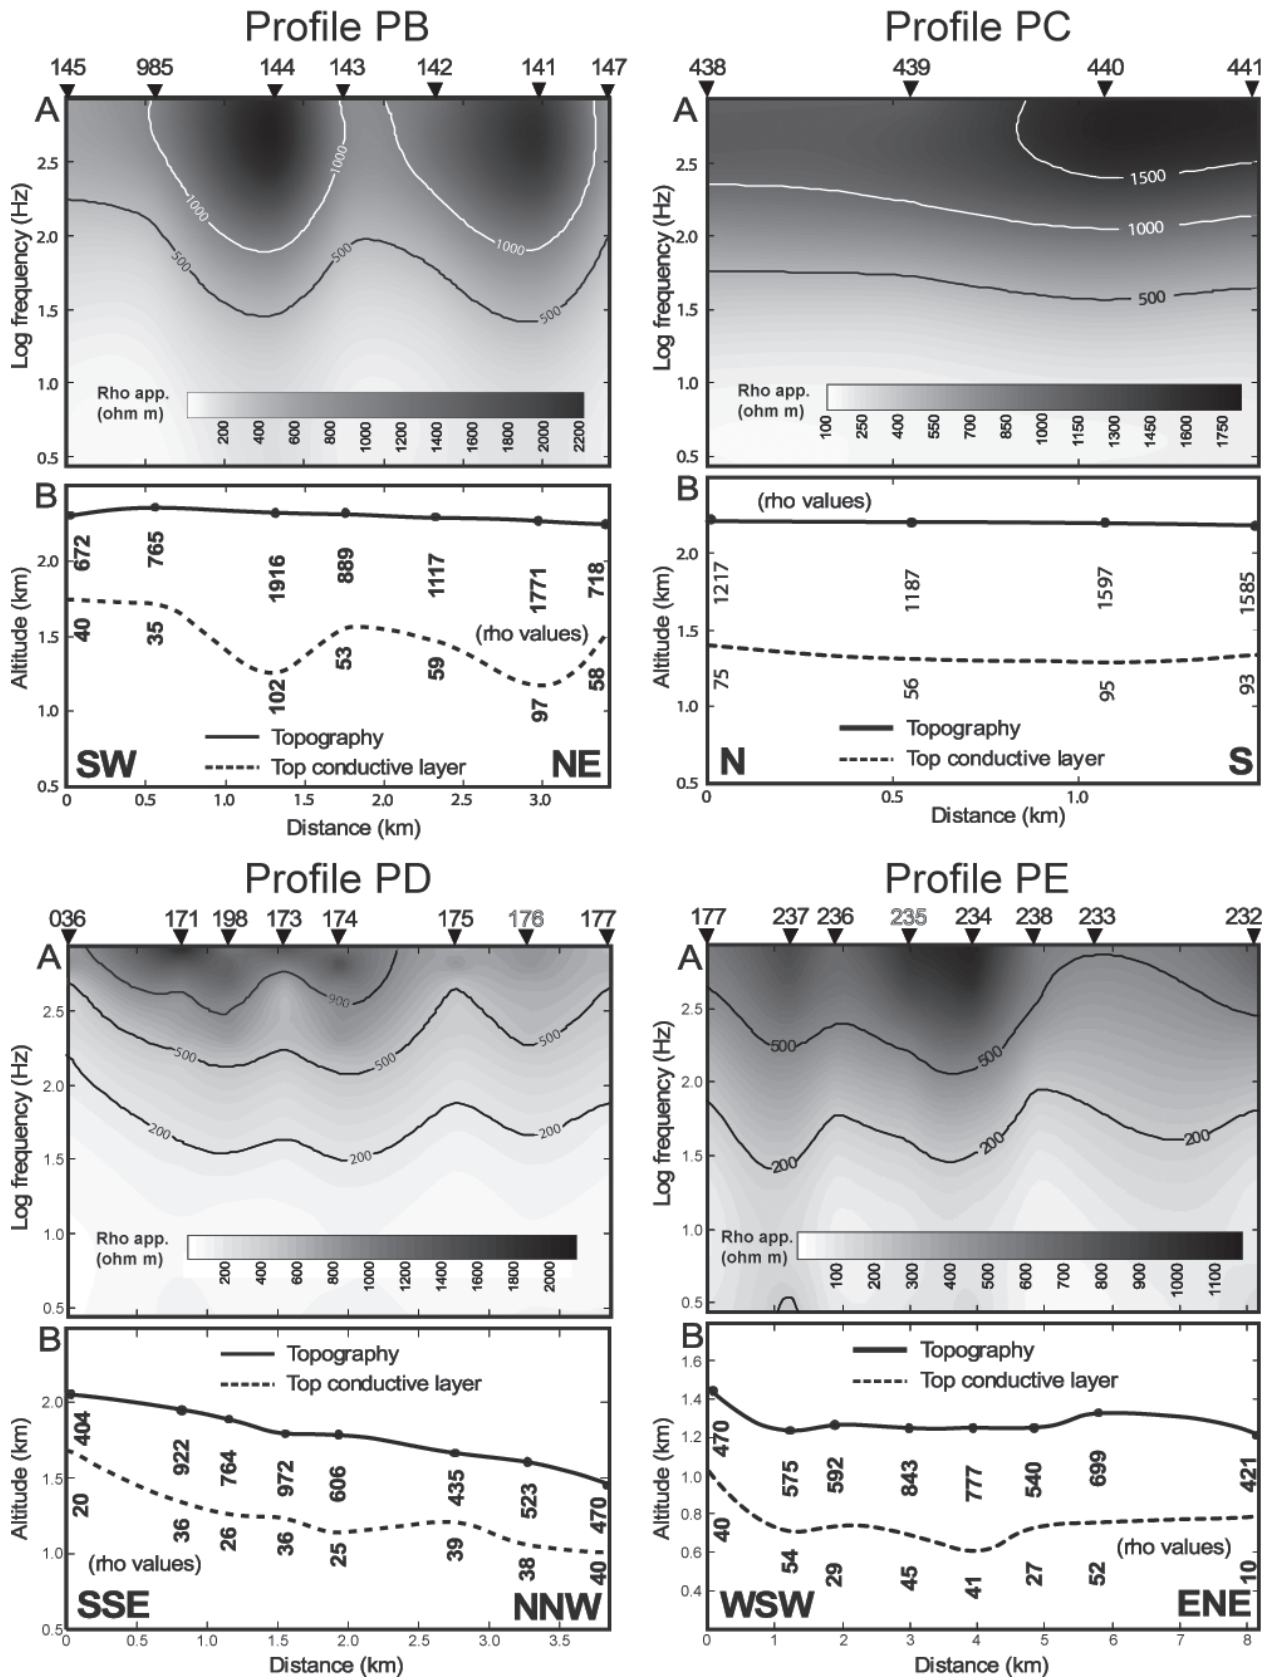 Profile PB
145 985 144 143 142 141 147
A
Log frequency (Hz)
2.5
2.0
1.5
1.0
0.5
1000
1000
1000
500
500
500
Rho app.
(ohm m)
200 400 600 800 1000 1200 1400 1600 1800 2000 2200
B
Altitude (km)
2.0
1.5
1.0
0.5
672 765 1916 889 1117 1771 718
(rho values)
40 35 102 53 59 97 58
Topography
Top conductive layer
SW NE
0 0.5 1.0 1.5 2.0 2.5 3.0
Distance (km)
Profile PC
438 439 440 441
A
Log frequency (Hz)
2.5
2.0
1.5
1.0
0.5
1500
1000
500
Rho app.
(ohm m)
100 250 400 550 700 850 1000 1150 1300 1450 1600 1750
B
(rho values)
Altitude (km)
2.0
1.5
1.0
0.5
1217 1187 1597 1585
75 56 95 93
Topography
Top conductive layer
N S
0 0.5 1.0
Distance (km)
Profile PD
036 171 198 173 174 175 176 177
A
Log frequency (Hz)
2.5
2.0
1.5
1.0
0.5
900
500
500
500
200
200
200
Rho app.
(ohm m)
200 400 600 800 1000 1200 1400 1600 1800 2000
B
Topography
Top conductive layer
Altitude (km)
2.0
1.5
1.0
0.5
404 922 764 972 606 435 523 470
20 36 26 36 25 39 38 40
(rho values)
SSE NNW
0 0.5 1.0 1.5 2.0 2.5 3.0 3.5
Distance (km)
Profile PE
177 237 236 235 234 238 233 232
A
Log frequency (Hz)
2.5
2.0
1.5
1.0
0.5
500
500
200
200
200
Rho app.
(ohm m)
100 200 300 400 500 600 700 800 900 1000 1100
B
Topography
Top conductive layer
Altitude (km)
1.6
1.4
1.2
1.0
0.8
0.6
0.4
470 575 592 843 777 540 699 421
40 54 29 45 41 27 52 10
(rho values)
WSW ENE
0 1 2 3 4 5 6 7 8
Distance (km)